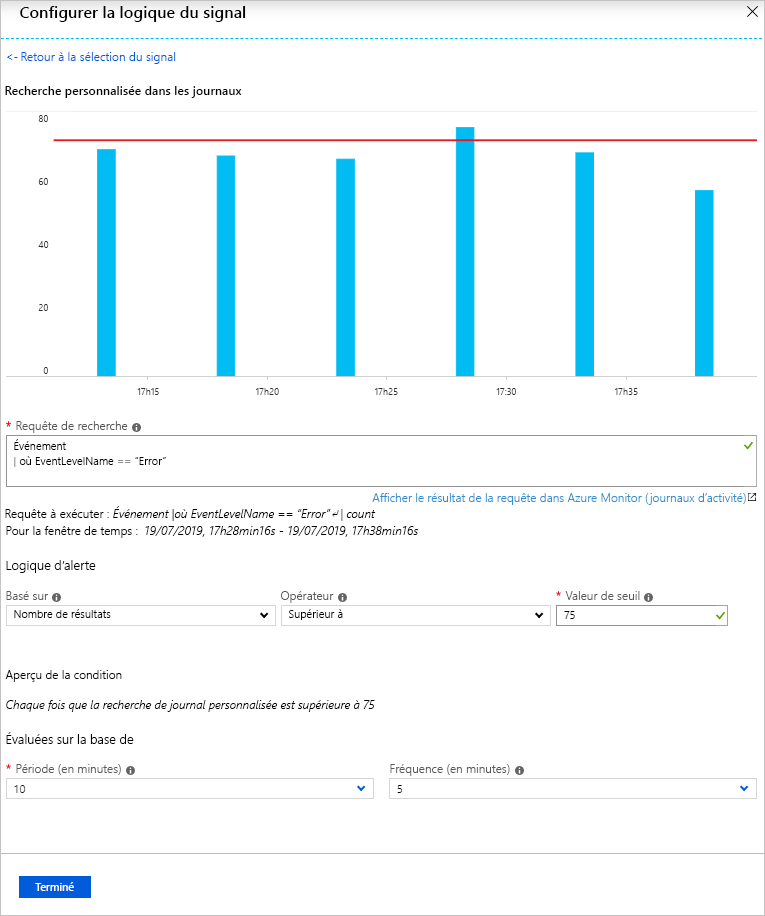 Configurer la logique du signal
<- Retour à la sélection du signal
Recherche personnalisée dans les journaux
80
60
40
20
0
17h15 17h20 17h25 17:30 17h35
* Requête de recherche
Événement
| où EventLevelName == "Error"
Afficher le résultat de la requête dans Azure Monitor (journaux d'activité)
Requête à exécuter : Événement |où EventLevelName == "Error"↵| count
Pour la fenêtre de temps : 19/07/2019, 17h28min16s - 19/07/2019, 17h38min16s
Logique d'alerte
Basé sur Opérateur * Valeur de seuil
Nombre de résultats Supérieur à 75
Aperçu de la condition
Chaque fois que la recherche de journal personnalisée est supérieure à 75
Évaluées sur la base de
* Période (en minutes) Fréquence (en minutes)
10 5
Terminé